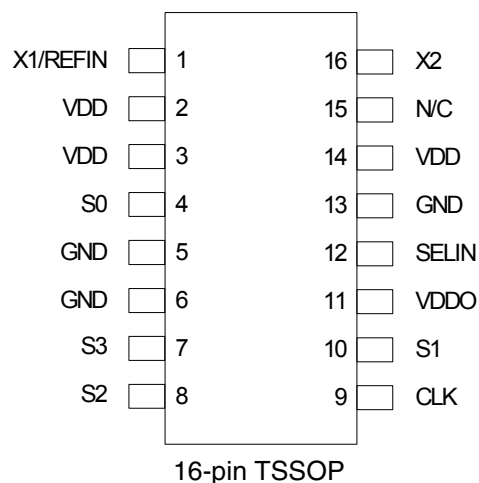 X1/REFIN 1 16 X2
VDD 2 15 N/C
VDD 3 14 VDD
S0 4 13 GND
GND 5 12 SELIN
GND 6 11 VDDO
S3 7 10 S1
S2 8 9 CLK
16-pin TSSOP